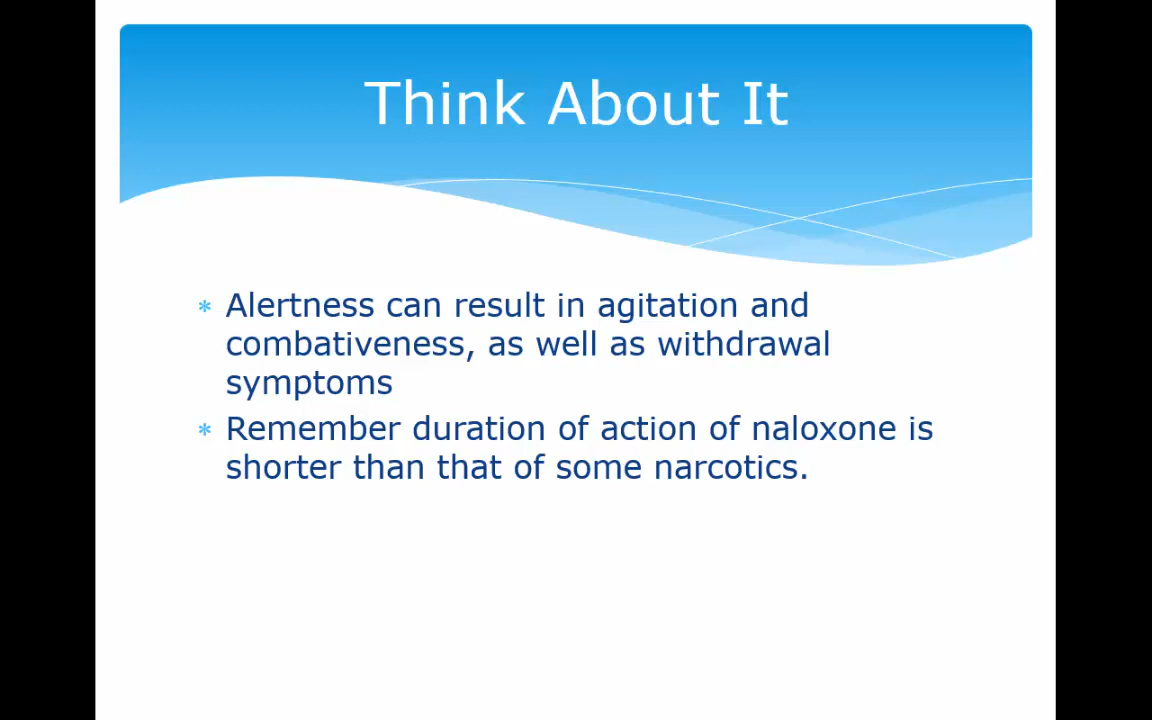 Think About It
* Alertness can result in agitation and
combativeness, as well as withdrawal
symptoms
* Remember duration of action of naloxone is
shorter than that of some narcotics.